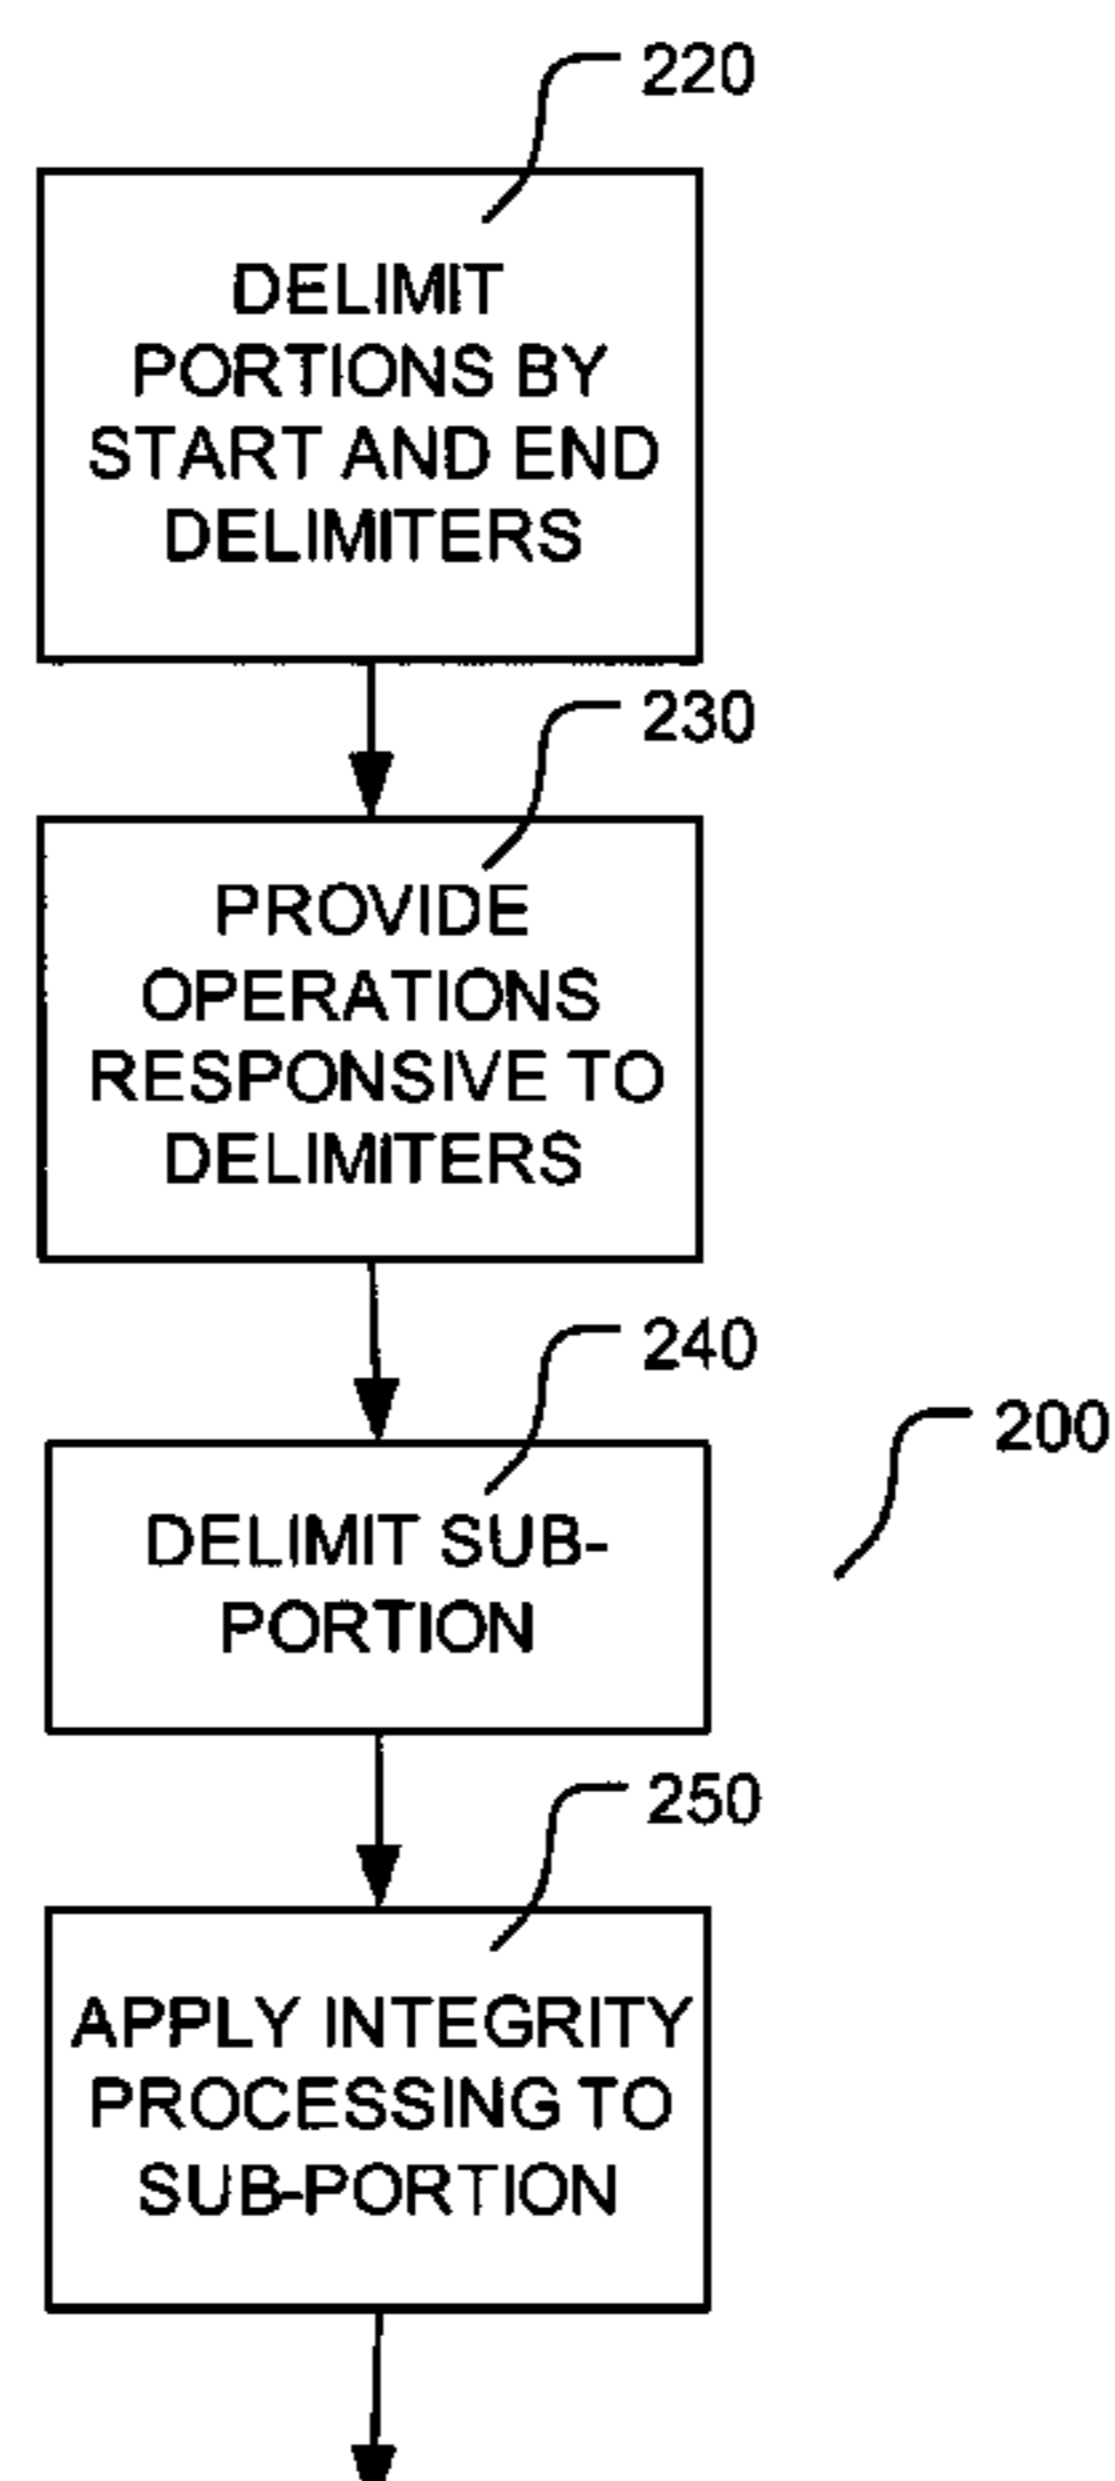 220
DELIMIT
PORTIONS BY
START AND END
DELIMITERS
230
PROVIDE
OPERATIONS
RESPONSIVE TO
DELIMITERS
240
200
DELIMIT SUB-
PORTION
250
APPLY INTEGRITY
PROCESSING TO
SUB-PORTION